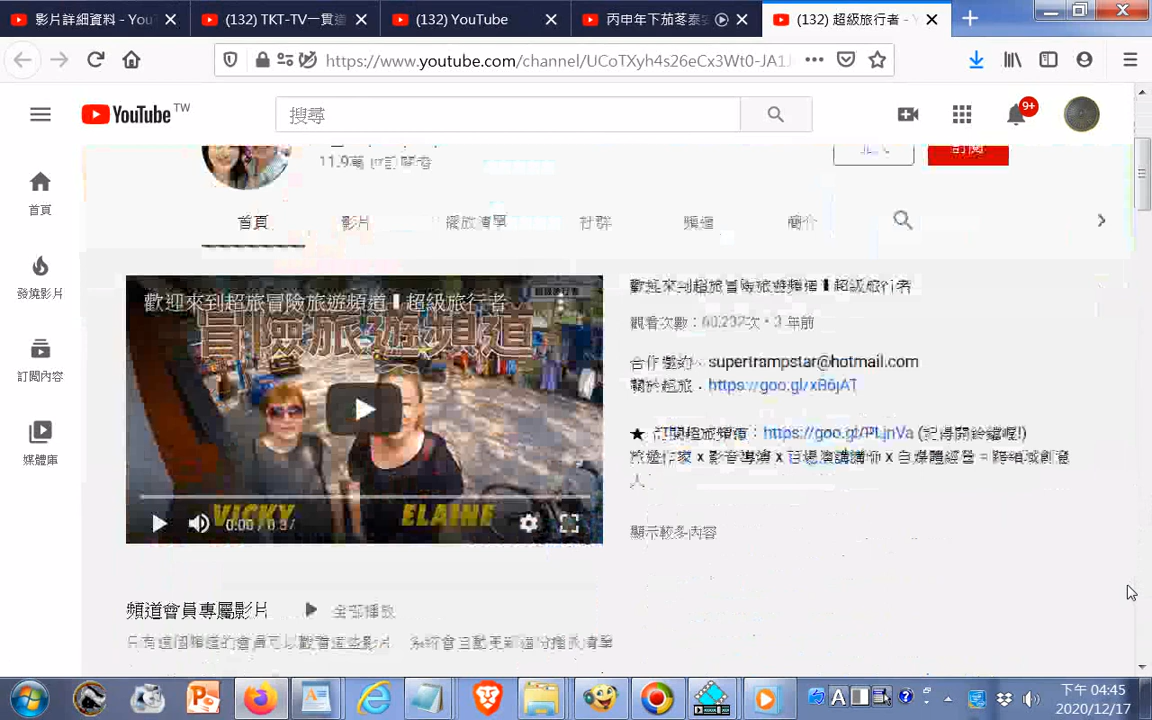 影片詳細資料 - You
(132) TKT-TV一貫道
(132) YouTube
(132) 超級旅行者 - Y
https://www.youtube.com/channel/UCoTXyh4s26eCx3Wt0-JA1J
YouTube TW
搜尋
9+
首頁
發燒影片
訂閱內容
媒體庫
11.9萬 位訂閱者
訂閱
首頁 影片 播放清單 社群 頻道 簡介
歡迎來到超旅冒險旅遊頻道 ▮ 超級旅行者
冒險旅遊頻道
VICKY ELAINE
0:00 / 0:37
歡迎來到超旅冒險旅遊頻道 ▮ 超級旅行者
觀看次數：60,237次 • 3 年前
合作邀約： supertrampstar@hotmail.com
關於超旅： https://goo.gl/xB6jAT
★ 訂閱超旅頻道： https://goo.gl/PLjnVa (記得開鈴鐺喔!)
旅遊作家 x 影音導演 x 百場演講講師 x 自媒體經營 = 跨領域創意
人
顯示較多內容
頻道會員專屬影片 ▶ 全部播放
只有這個頻道的會員可以觀看這些影片。系統會自動更新這份播放清單
下午 04:45
2020/12/17